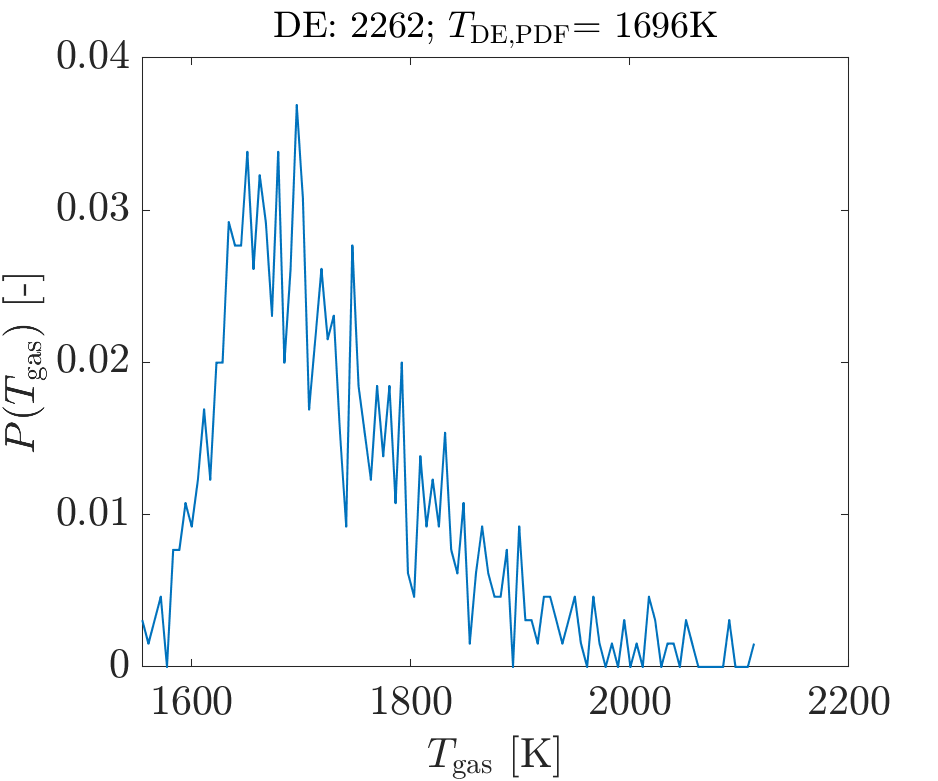 DE: 2262; T_DE,PDF= 1696K
0.04
0.03
0.02
0.01
0
P(T_gas) [-]
1600 1800 2000 2200
T_gas [K]